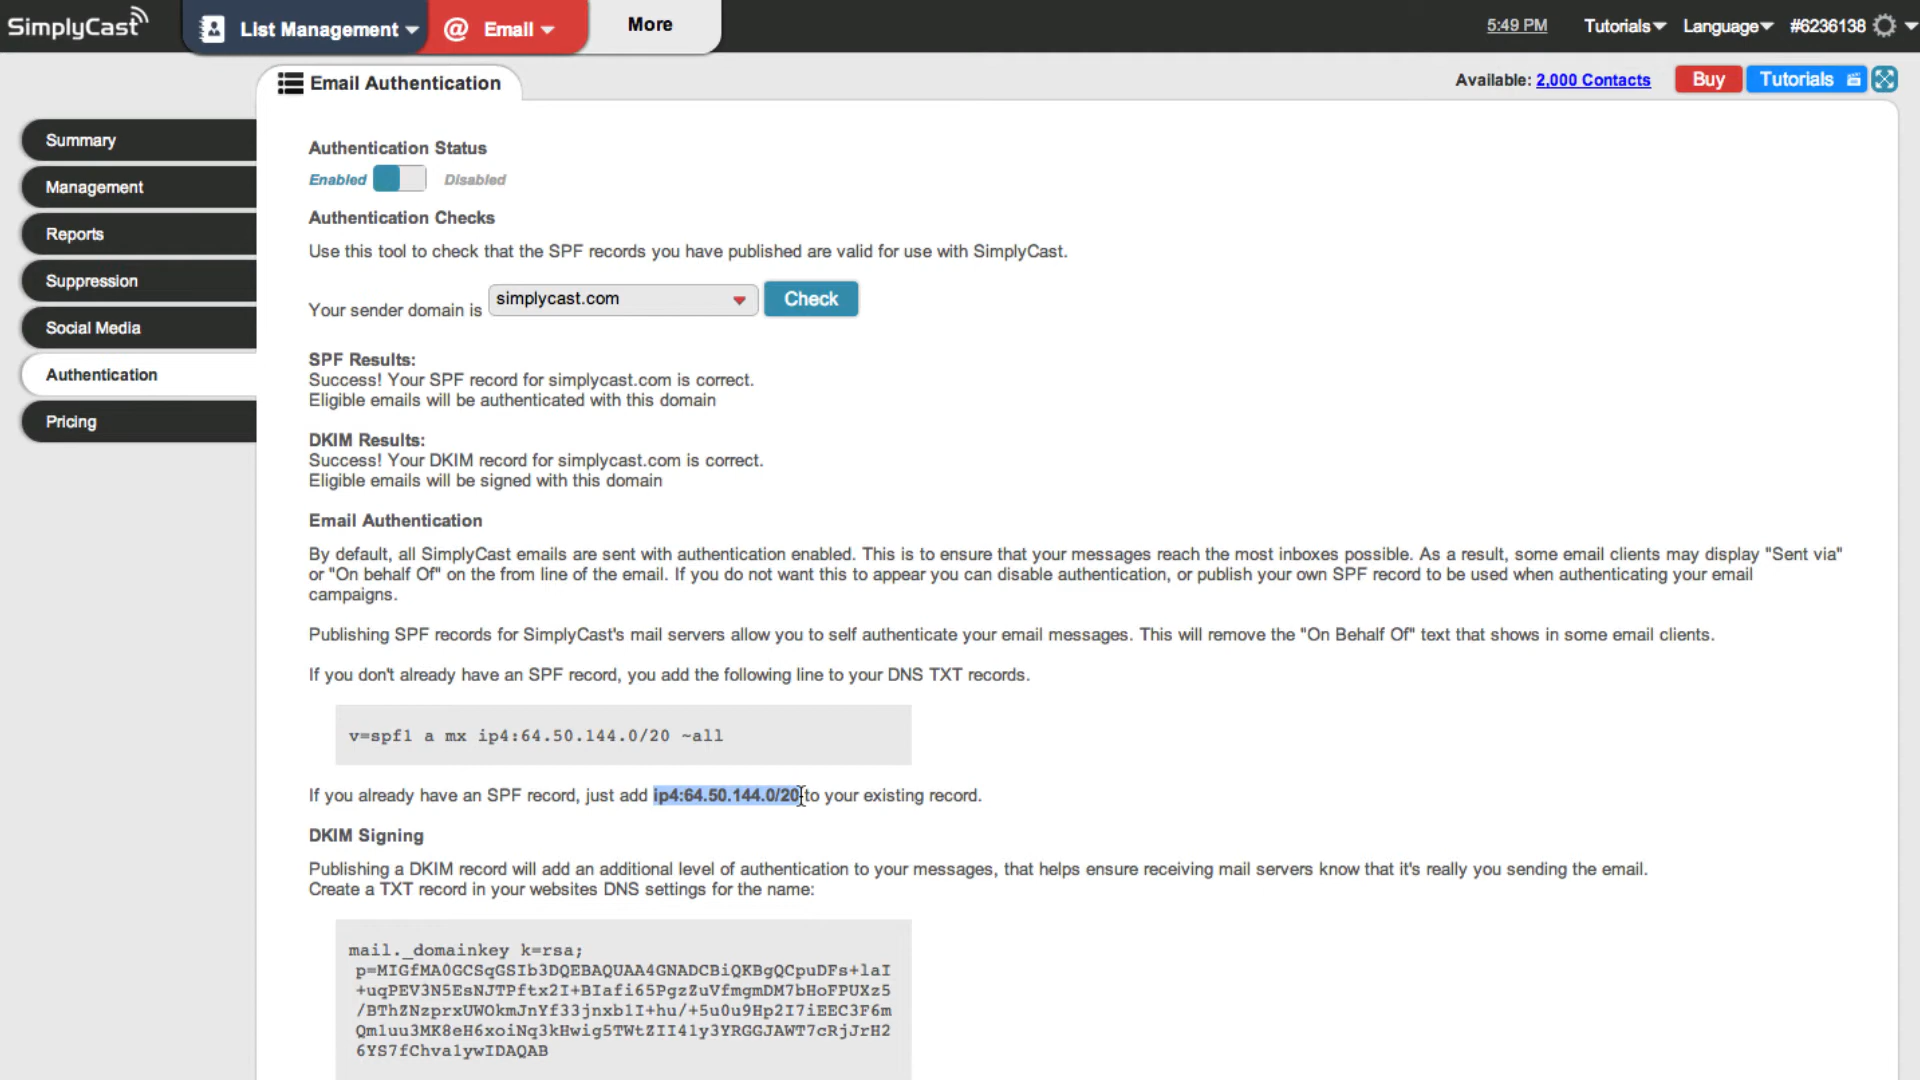 SimplyCast
List Management
Email
More
5:49 PM
Tutorials
Language
#6236138
Email Authentication
Available: 2,000 Contacts
Buy
Tutorials
Summary
Management
Reports
Suppression
Social Media
Authentication
Pricing
Authentication Status
Enabled
Disabled
Authentication Checks
Use this tool to check that the SPF records you have published are valid for use with SimplyCast.
Your sender domain is
simplycast.com
Check
SPF Results:
Success! Your SPF record for simplycast.com is correct.
Eligible emails will be authenticated with this domain
DKIM Results:
Success! Your DKIM record for simplycast.com is correct.
Eligible emails will be signed with this domain
Email Authentication
By default, all SimplyCast emails are sent with authentication enabled. This is to ensure that your messages reach the most inboxes possible. As a result, some email clients may display "Sent via"
or "On behalf Of" on the from line of the email. If you do not want this to appear you can disable authentication, or publish your own SPF record to be used when authenticating your email
campaigns.
Publishing SPF records for SimplyCast's mail servers allow you to self authenticate your email messages. This will remove the "On Behalf Of" text that shows in some email clients.
If you don't already have an SPF record, you add the following line to your DNS TXT records.
v=spf1 a mx ip4:64.50.144.0/20 ~all
If you already have an SPF record, just add ip4:64.50.144.0/20 to your existing record.
DKIM Signing
Publishing a DKIM record will add an additional level of authentication to your messages, that helps ensure receiving mail servers know that it's really you sending the email.
Create a TXT record in your websites DNS settings for the name:
mail._domainkey k=rsa;
p=MIGfMA0GCSqGSIb3DQEBAQUAA4GNADCBiQKBgQCpuDFs+laI
+uqPEV3N5EsNJTPftx2I+BIafi65PgzZuVfmgmDM7bHoFPUXz5
/BThZNzprxUWOkmJnYf33jnxb1I+hu/+5u0u9Hp2I7iEEC3F6m
Qm1uu3MK8eH6xoiNq3kHwig5TWtZII41y3YRGGJAWT7cRjJrH2
6YS7fChvalywIDAQAB